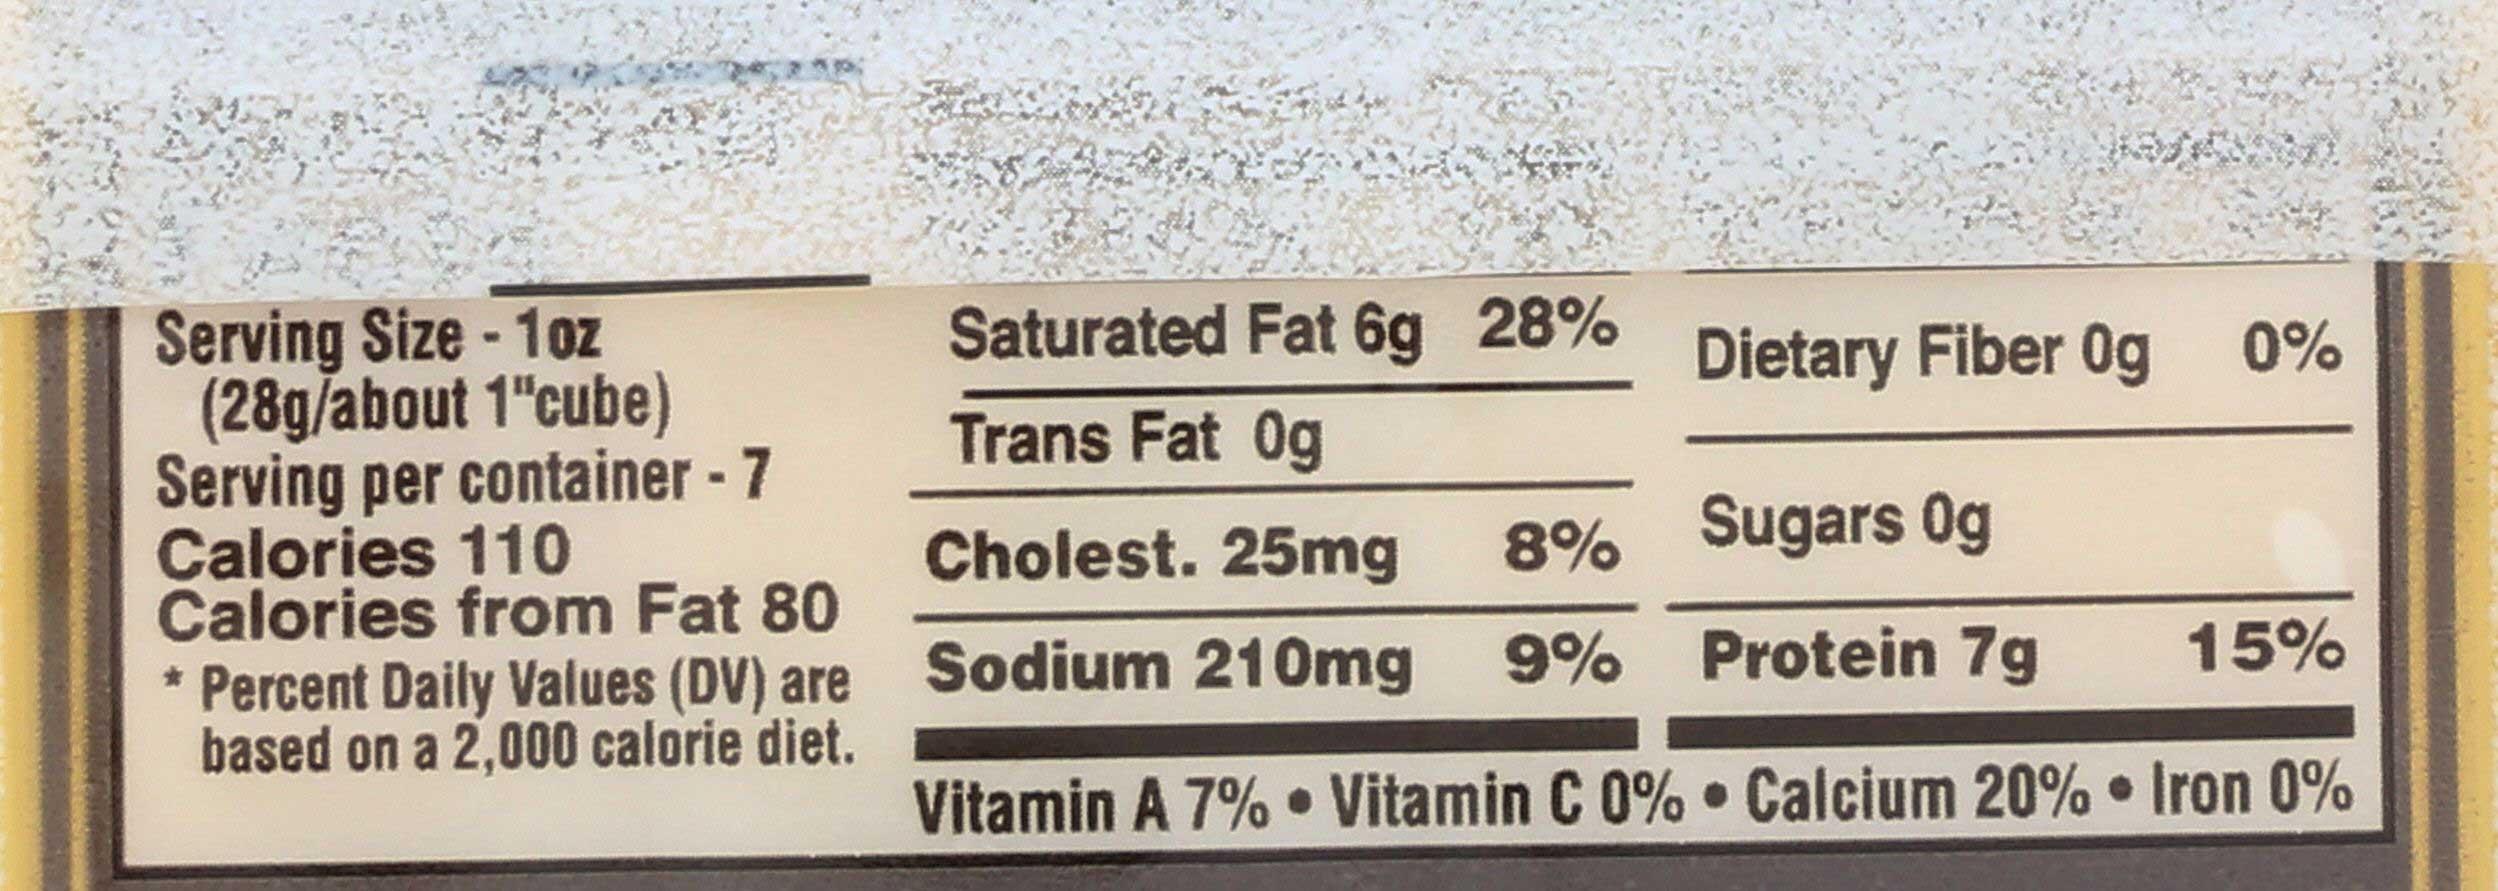 Serving Size - 1oz
(28g/about 1"cube)
Serving per container - 7
Calories 110
Calories from Fat 80
* Percent Daily Values (DV) are
based on a 2,000 calorie diet.
Saturated Fat 6g 28%
Trans Fat 0g
Cholest. 25mg 8%
Sodium 210mg 9%
Dietary Fiber 0g 0%
Sugars 0g
Protein 7g 15%
Vitamin A 7% • Vitamin C 0% • Calcium 20% • Iron 0%